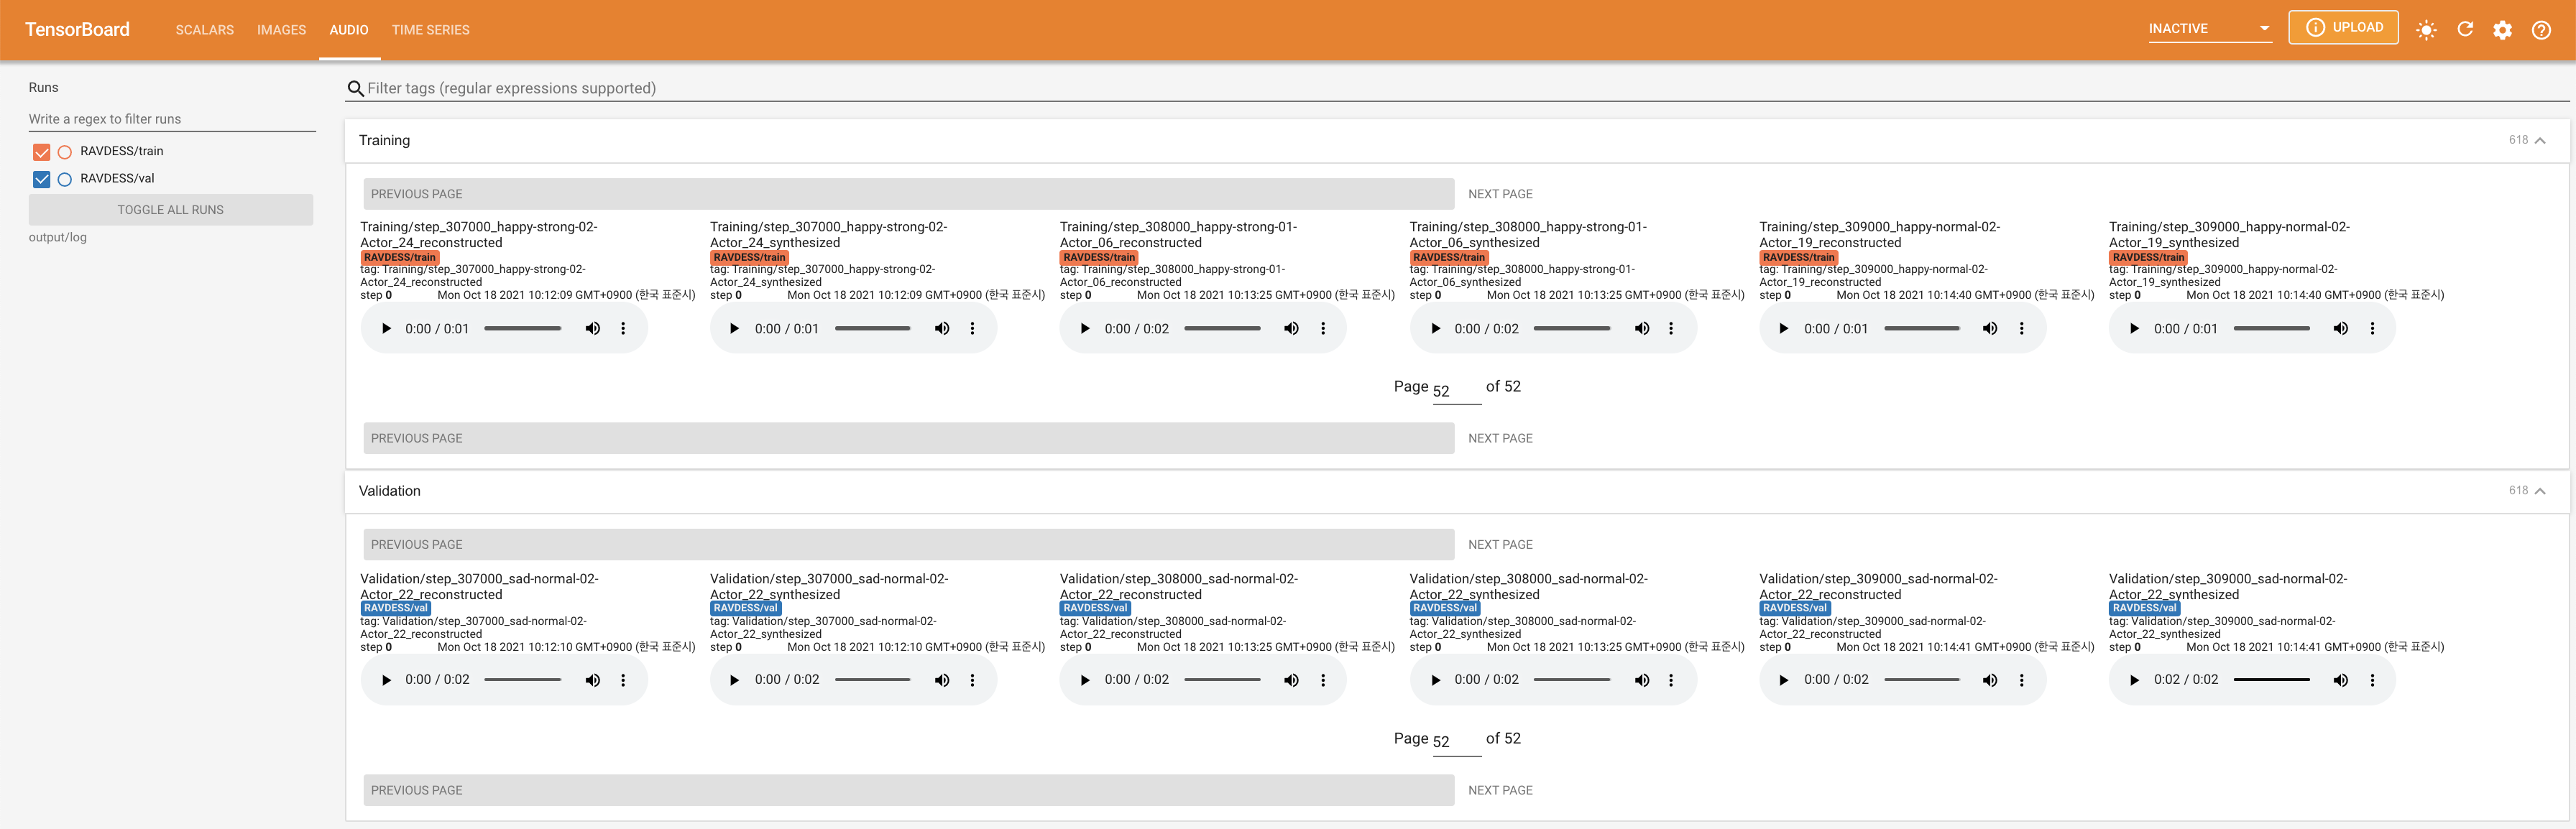 TensorBoard
SCALARS
IMAGES
AUDIO
TIME SERIES
INACTIVE
UPLOAD
Runs
Write a regex to filter runs
RAVDESS/train
RAVDESS/val
TOGGLE ALL RUNS
output/log
Filter tags (regular expressions supported)
Training
618
PREVIOUS PAGE
NEXT PAGE
Training/step_307000_happy-strong-02-
Actor_24_reconstructed
RAVDESS/train
tag: Training/step_307000_happy-strong-02-
Actor_24_reconstructed
step 0 Mon Oct 18 2021 10:12:09 GMT+0900 (한국 표준시)
0:00 / 0:01
Training/step_307000_happy-strong-02-
Actor_24_synthesized
RAVDESS/train
tag: Training/step_307000_happy-strong-02-
Actor_24_synthesized
step 0 Mon Oct 18 2021 10:12:09 GMT+0900 (한국 표준시)
0:00 / 0:01
Training/step_308000_happy-strong-01-
Actor_06_reconstructed
RAVDESS/train
tag: Training/step_308000_happy-strong-01-
Actor_06_reconstructed
step 0 Mon Oct 18 2021 10:13:25 GMT+0900 (한국 표준시)
0:00 / 0:02
Training/step_308000_happy-strong-01-
Actor_06_synthesized
RAVDESS/train
tag: Training/step_308000_happy-strong-01-
Actor_06_synthesized
step 0 Mon Oct 18 2021 10:13:25 GMT+0900 (한국 표준시)
0:00 / 0:02
Training/step_309000_happy-normal-02-
Actor_19_reconstructed
RAVDESS/train
tag: Training/step_309000_happy-normal-02-
Actor_19_reconstructed
step 0 Mon Oct 18 2021 10:14:40 GMT+0900 (한국 표준시)
0:00 / 0:01
Training/step_309000_happy-normal-02-
Actor_19_synthesized
RAVDESS/train
tag: Training/step_309000_happy-normal-02-
Actor_19_synthesized
step 0 Mon Oct 18 2021 10:14:40 GMT+0900 (한국 표준시)
0:00 / 0:01
Page 52 of 52
PREVIOUS PAGE
NEXT PAGE
Validation
618
PREVIOUS PAGE
NEXT PAGE
Validation/step_307000_sad-normal-02-
Actor_22_reconstructed
RAVDESS/val
tag: Validation/step_307000_sad-normal-02-
Actor_22_reconstructed
step 0 Mon Oct 18 2021 10:12:10 GMT+0900 (한국 표준시)
0:00 / 0:02
Validation/step_307000_sad-normal-02-
Actor_22_synthesized
RAVDESS/val
tag: Validation/step_307000_sad-normal-02-
Actor_22_synthesized
step 0 Mon Oct 18 2021 10:12:10 GMT+0900 (한국 표준시)
0:00 / 0:02
Validation/step_308000_sad-normal-02-
Actor_22_reconstructed
RAVDESS/val
tag: Validation/step_308000_sad-normal-02-
Actor_22_reconstructed
step 0 Mon Oct 18 2021 10:13:25 GMT+0900 (한국 표준시)
0:00 / 0:02
Validation/step_308000_sad-normal-02-
Actor_22_synthesized
RAVDESS/val
tag: Validation/step_308000_sad-normal-02-
Actor_22_synthesized
step 0 Mon Oct 18 2021 10:13:25 GMT+0900 (한국 표준시)
0:00 / 0:02
Validation/step_309000_sad-normal-02-
Actor_22_reconstructed
RAVDESS/val
tag: Validation/step_309000_sad-normal-02-
Actor_22_reconstructed
step 0 Mon Oct 18 2021 10:14:41 GMT+0900 (한국 표준시)
0:00 / 0:02
Validation/step_309000_sad-normal-02-
Actor_22_synthesized
RAVDESS/val
tag: Validation/step_309000_sad-normal-02-
Actor_22_synthesized
step 0 Mon Oct 18 2021 10:14:41 GMT+0900 (한국 표준시)
0:02 / 0:02
Page 52 of 52
PREVIOUS PAGE
NEXT PAGE